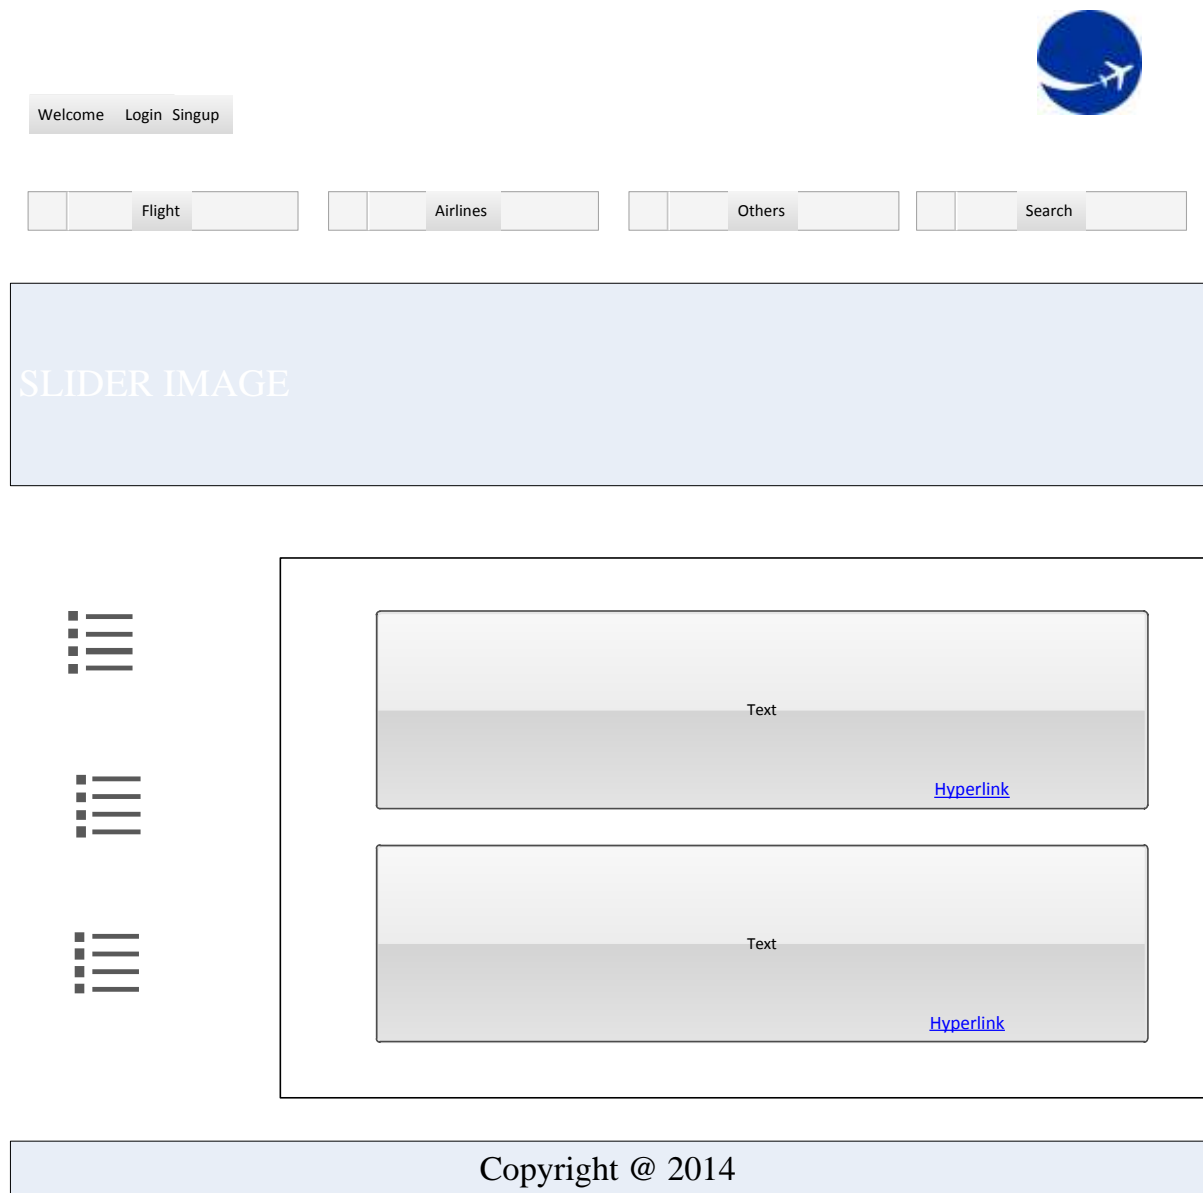 Welcome Login Singup
Flight Airlines Others Search
SLIDER IMAGE
Text
Hyperlink
Text
Hyperlink
Copyright @ 2014